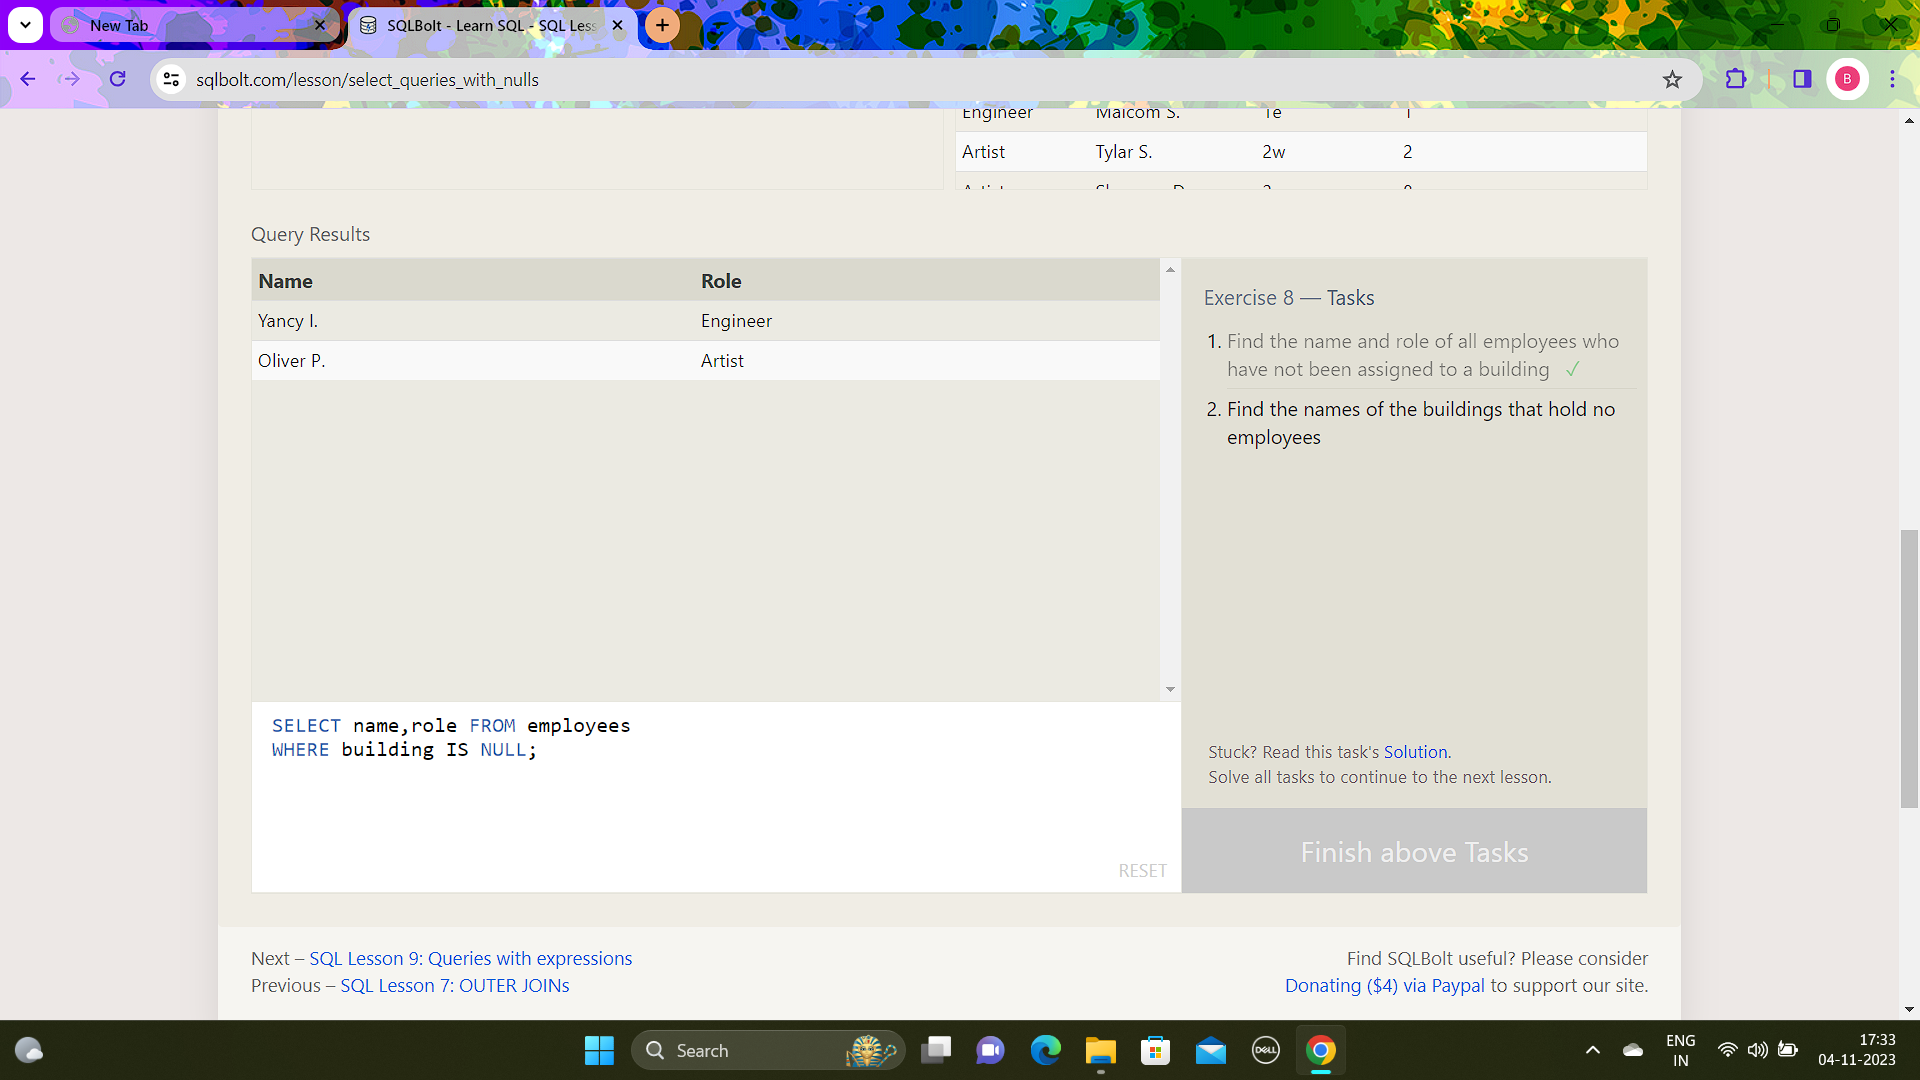 New Tab
SQLBolt - Learn SQL - SQL Less
sqlbolt.com/lesson/select_queries_with_nulls
B
Engineer Malcom S. 1e 1
Artist Tylar S. 2w 2
Query Results
Name Role
Yancy I. Engineer
Oliver P. Artist
Exercise 8 — Tasks
1. Find the name and role of all employees who
have not been assigned to a building ✓
2. Find the names of the buildings that hold no
employees
SELECT name,role FROM employees
WHERE building IS NULL;
RESET
Stuck? Read this task's Solution.
Solve all tasks to continue to the next lesson.
Finish above Tasks
Next – SQL Lesson 9: Queries with expressions
Previous – SQL Lesson 7: OUTER JOINs
Find SQLBolt useful? Please consider
Donating ($4) via Paypal to support our site.
Search
DELL
ENG
IN
17:33
04-11-2023